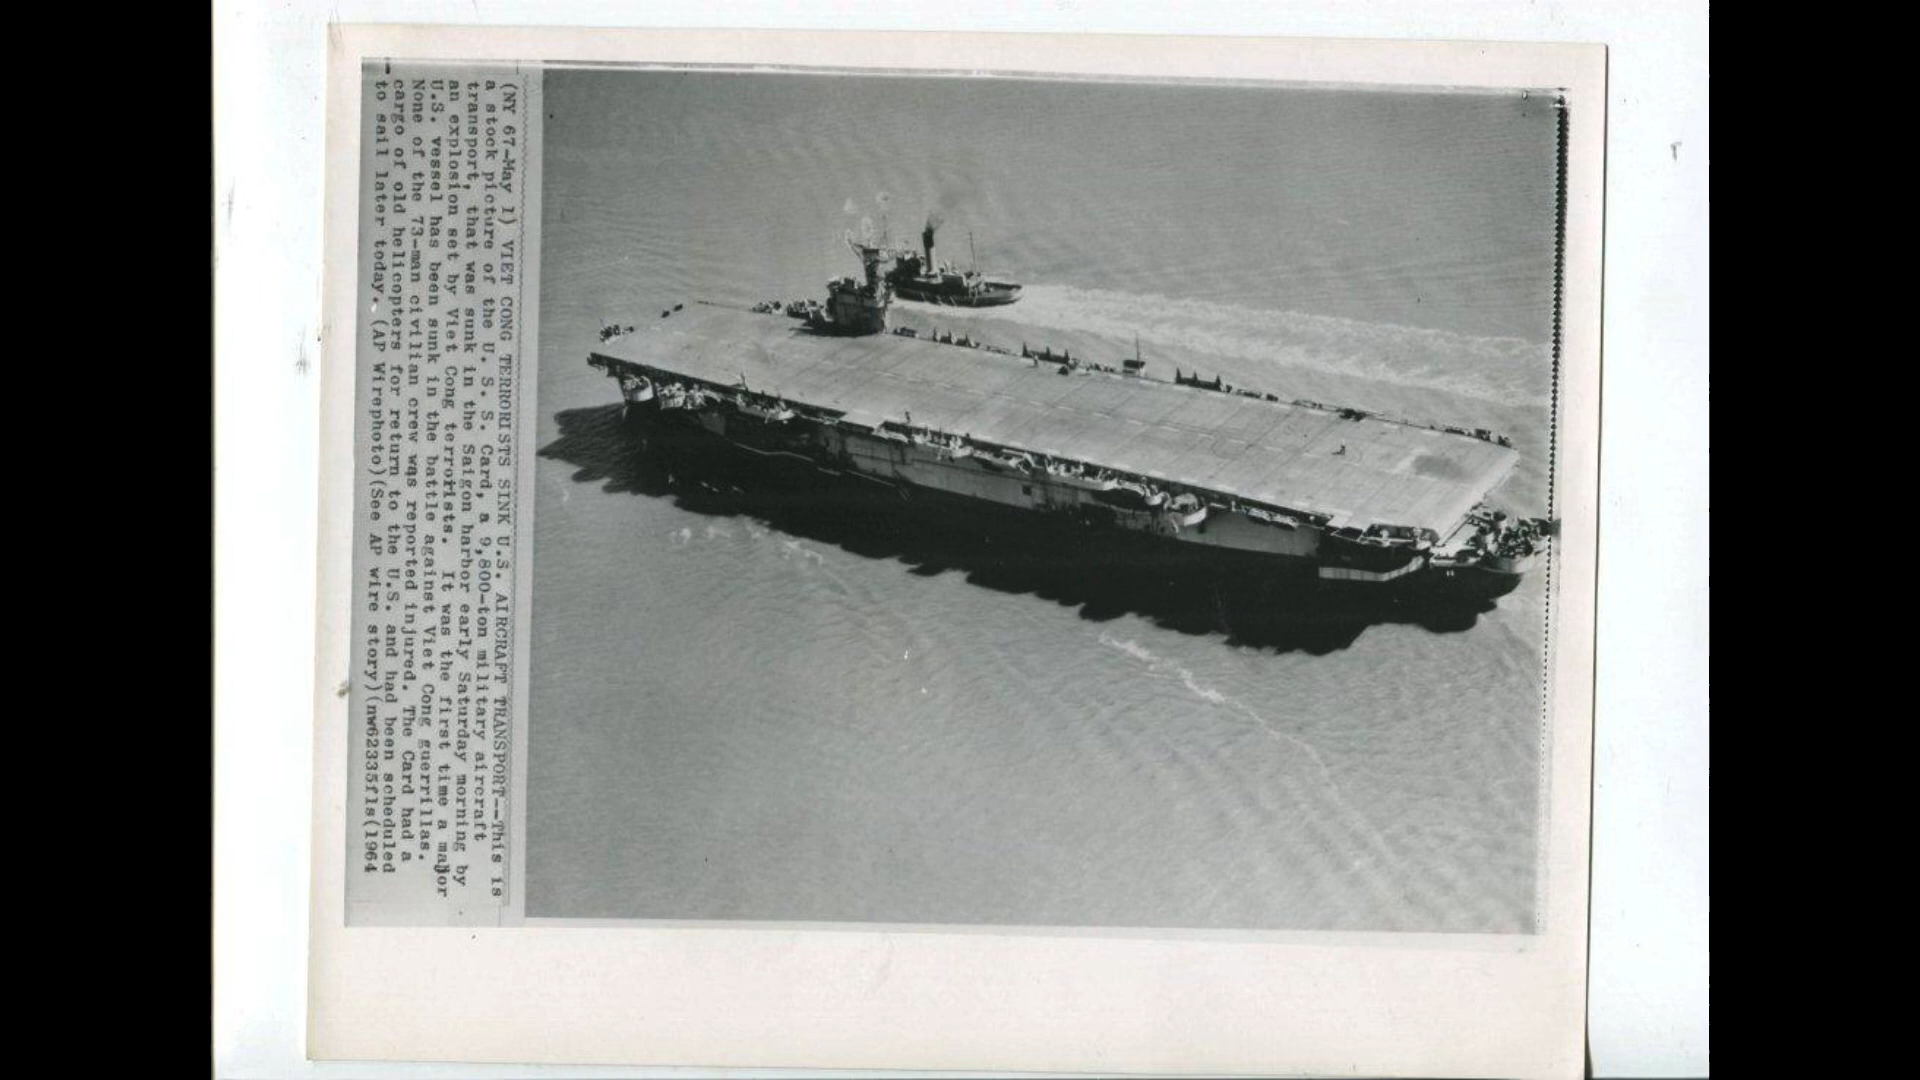 (NY 67-May 1) VIET CONG TERRORISTS SINK U.S. AIRCRAFT TRANSPORT--This is
a stock picture of the U. S. S. Card, a 9,800-ton military aircraft
transport, that was sunk in the Saigon harbor early Saturday morning by
an explosion set by Viet Cong terrorists. It was the first time a major
U.S. vessel has been sunk in the battle against Viet Cong guerrillas.
None of the 73-man civilian crew was reported injured. The Card had a
cargo of old helicopters for return to the U.S. and had been scheduled
to sail later today. (AP Wirephoto)(See AP wire story)(nw62335fls(1964